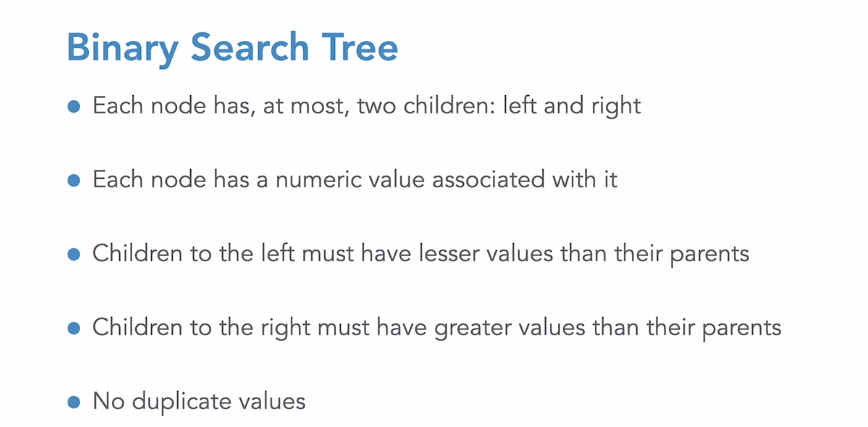 Binary Search Tree
• Each node has, at most, two children: left and right
• Each node has a numeric value associated with it
• Children to the left must have lesser values than their parents
• Children to the right must have greater values than their parents
• No duplicate values